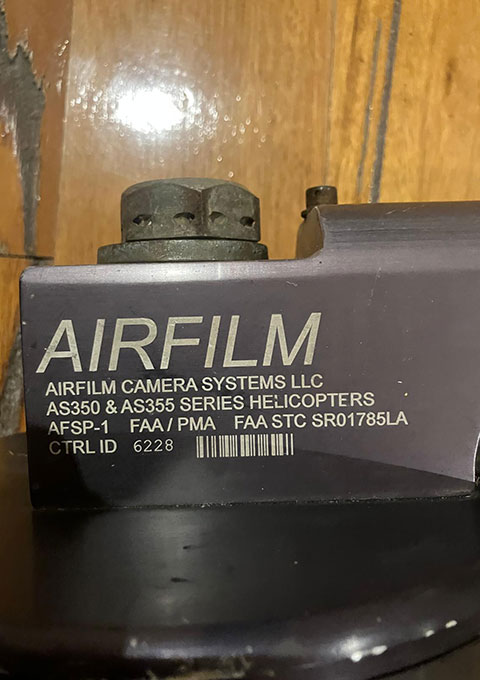 AIRFILM
AIRFILM CAMERA SYSTEMS LLC
AS350 & AS355 SERIES HELICOPTERS
AFSP-1 FAA / PMA FAA STC SR01785LA
CTRL ID 6228